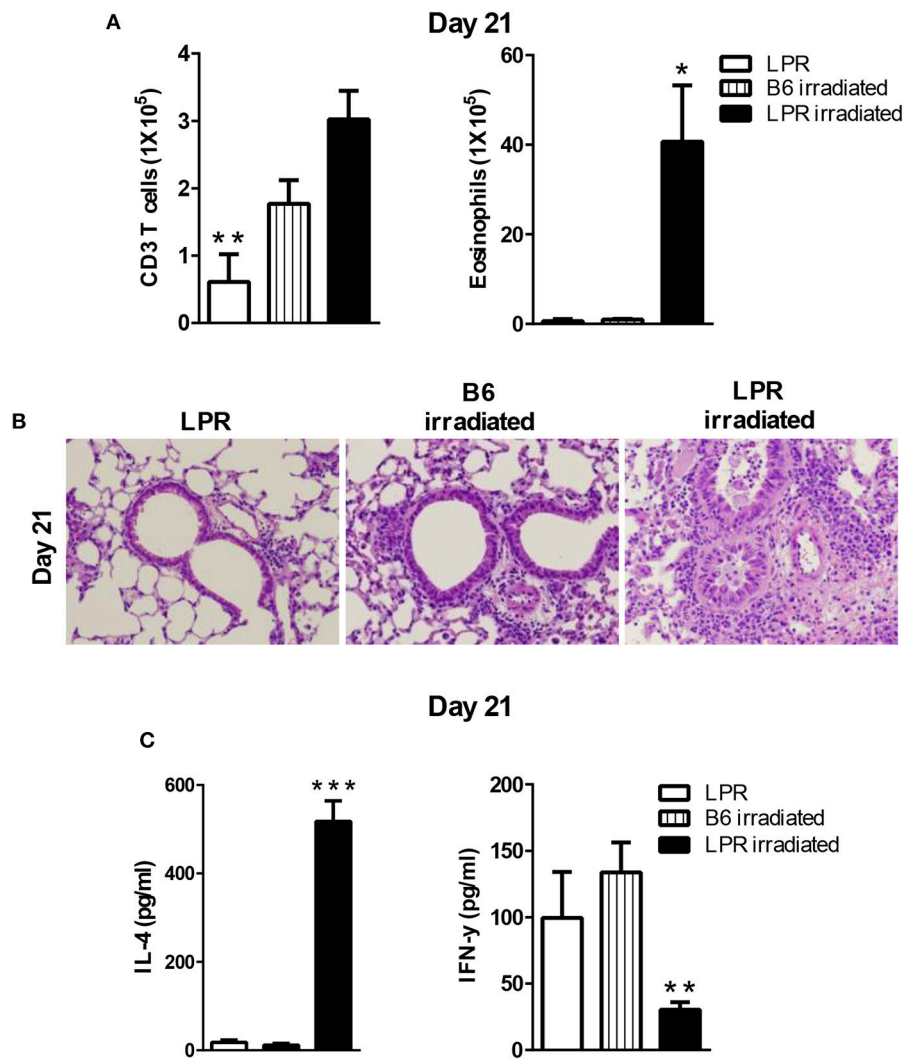 A
Day 21
CD3 T cells (1X10⁵)
4
3
2
1
0
**
Eosinophils (1X10⁵)
60
40
20
0
*
LPR
B6 irradiated
LPR irradiated
B
LPR
B6
irradiated
LPR
irradiated
Day 21
Day 21
C
IL-4 (pg/ml)
600
400
200
0
***
IFN-y (pg/ml)
200
150
100
50
0
**
LPR
B6 irradiated
LPR irradiated